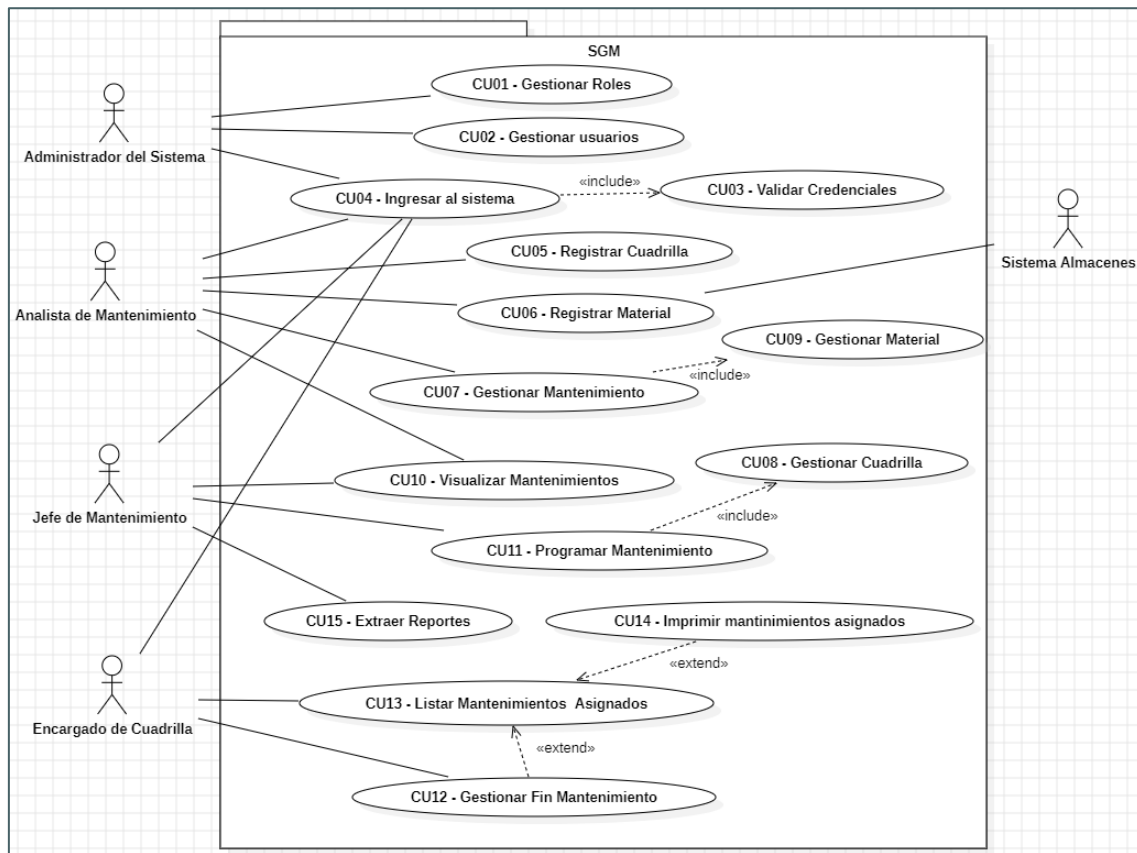 SGM
CU01 - Gestionar Roles
CU02 - Gestionar usuarios
Administrador del Sistema
«include»
CU03 - Validar Credenciales
CU04 - Ingresar al sistema
CU05 - Registrar Cuadrilla
Sistema Almacenes
Analista de Mantenimiento
CU06 - Registrar Material
CU09 - Gestionar Material
«include»
CU07 - Gestionar Mantenimiento
CU08 - Gestionar Cuadrilla
CU10 - Visualizar Mantenimientos
Jefe de Mantenimiento
«include»
CU11 - Programar Mantenimiento
CU15 - Extraer Reportes
CU14 - Imprimir mantinimientos asignados
«extend»
CU13 - Listar Mantenimientos  Asignados
Encargado de Cuadrilla
«extend»
CU12 - Gestionar Fin Mantenimiento